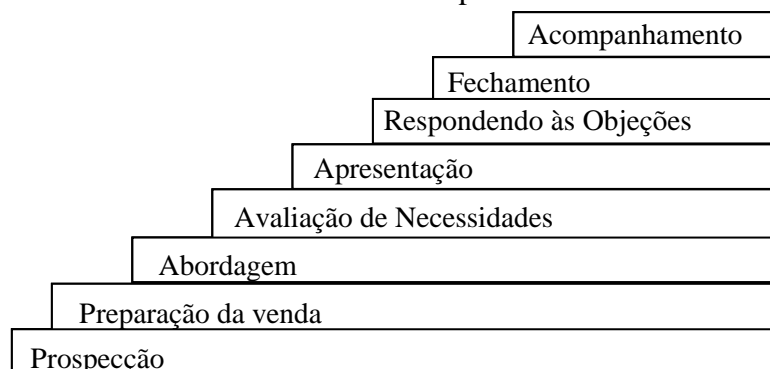 Acompanhamento
Fechamento
Respondendo às Objeções
Apresentação
Avaliação de Necessidades
Abordagem
Preparação da venda
Prospecção